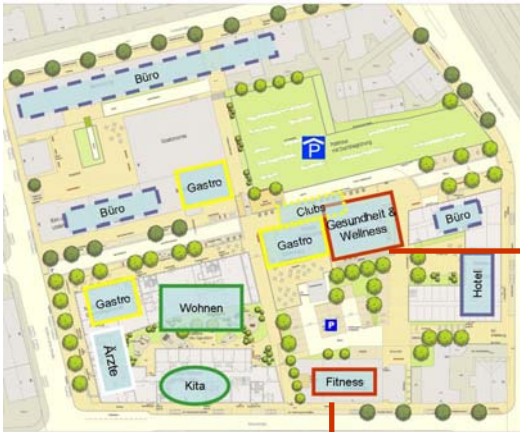 Büro
Gastro
P
Büro
Clubs
Gastro
Gesundheit &
Wellness
Büro
Hotel
Gastro
Wohnen
P
Ärzte
Kita
Fitness